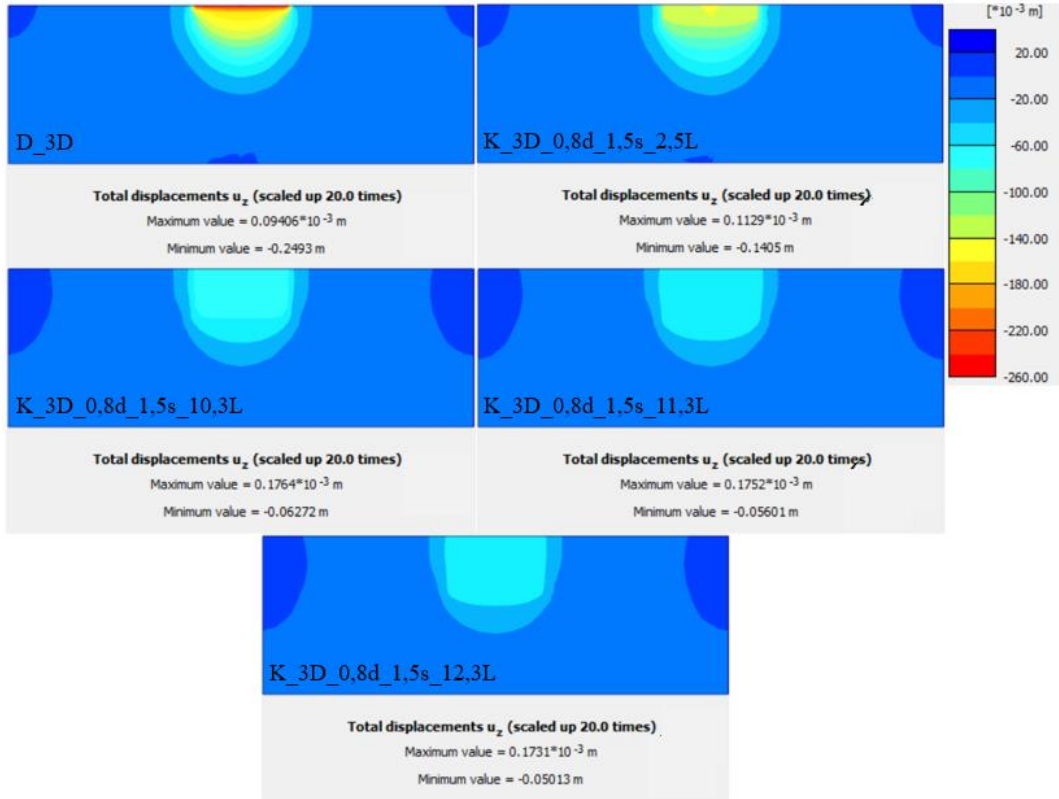 [*10⁻³ m]
20.00
-20.00
-60.00
-100.00
-140.00
-180.00
-220.00
-260.00
D_3D
Total displacements u_z (scaled up 20.0 times)
Maximum value = 0.09406*10⁻³ m
Minimum value = -0.2493 m
K_3D_0,8d_1,5s_2,5L
Total displacements u_z (scaled up 20.0 times)
Maximum value = 0.1129*10⁻³ m
Minimum value = -0.1405 m
K_3D_0,8d_1,5s_10,3L
Total displacements u_z (scaled up 20.0 times)
Maximum value = 0.1764*10⁻³ m
Minimum value = -0.06272 m
K_3D_0,8d_1,5s_11,3L
Total displacements u_z (scaled up 20.0 times)
Maximum value = 0.1752*10⁻³ m
Minimum value = -0.05601 m
K_3D_0,8d_1,5s_12,3L
Total displacements u_z (scaled up 20.0 times)
Maximum value = 0.1731*10⁻³ m
Minimum value = -0.05013 m